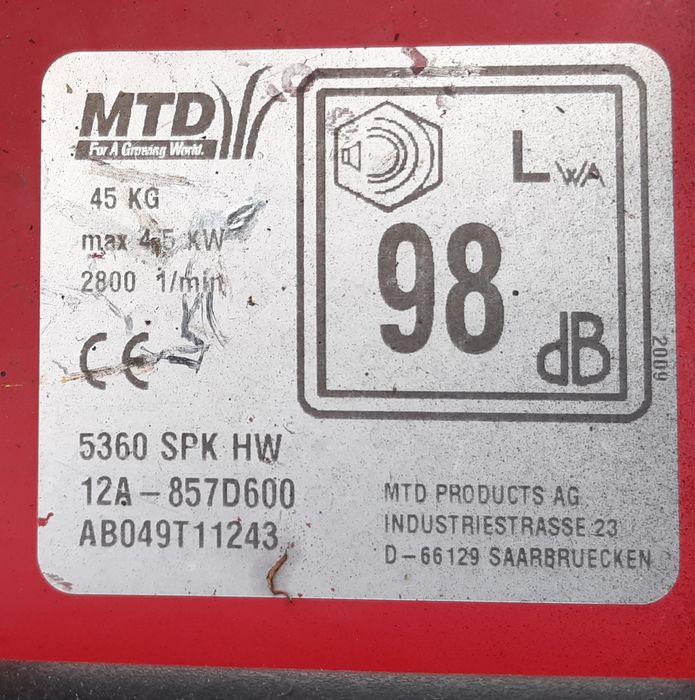 MTD
For A Growing World.
45 KG
max 4,5 KW
2800 1/min
CE
5360 SPK HW
12A-857D600
AB049T11243
LWA
98
dB
2009
MTD PRODUCTS AG
INDUSTRIESTRASSE 23
D-66129 SAARBRUECKEN